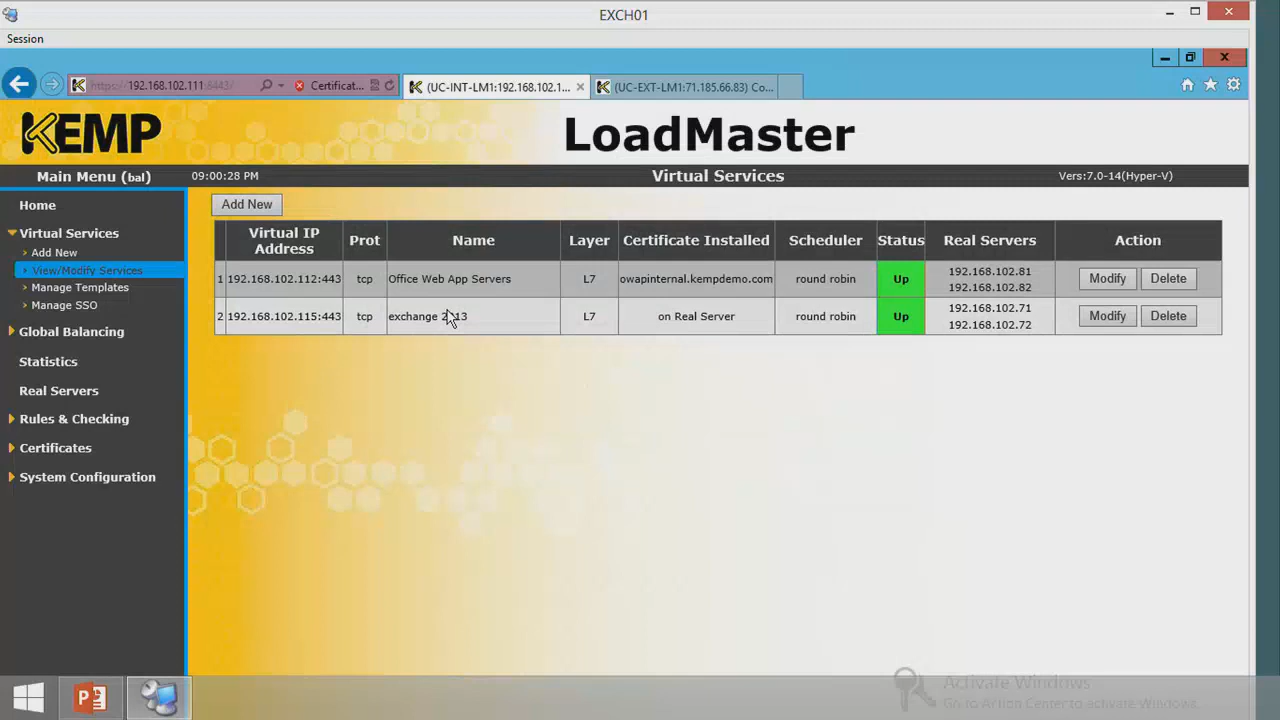 EXCH01
Session
https://192.168.102.111:8443/
Certificat...
(UC-INT-LM1:192.168.102.1...
(UC-EXT-LM1:71.185.66.83) Co...
KEMP
LoadMaster
Main Menu (bal)
09:00:28 PM
Virtual Services
Vers:7.0-14(Hyper-V)
Home
Virtual Services
Add New
View/Modify Services
Manage Templates
Manage SSO
Global Balancing
Statistics
Real Servers
Rules & Checking
Certificates
System Configuration
Add New
Virtual IP Address Prot Name Layer Certificate Installed Scheduler Status Real Servers Action
1 192.168.102.112:443 tcp Office Web App Servers L7 owapinternal.kempdemo.com round robin Up 192.168.102.81 192.168.102.82 Modify Delete
2 192.168.102.115:443 tcp exchange 2013 L7 on Real Server round robin Up 192.168.102.71 192.168.102.72 Modify Delete
Activate Windows
Go to Action Center to activate Windows.